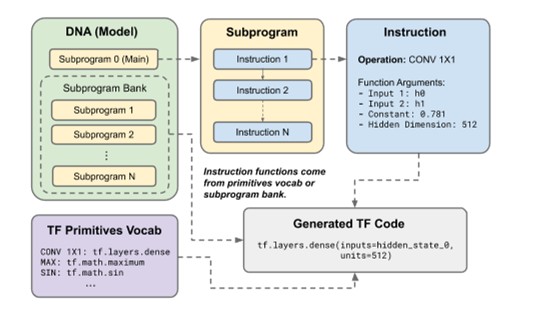 DNA (Model)
Subprogram 0 (Main)
Subprogram Bank
Subprogram 1
Subprogram 2
⋮
Subprogram N
Subprogram
Instruction 1
Instruction 2
Instruction N
Instruction
Operation: CONV 1X1
Function Arguments:
- Input 1: h0
- Input 2: h1
- Constant: 0.781
- Hidden Dimension: 512
Instruction functions come
from primitives vocab or
subprogram bank.
TF Primitives Vocab
CONV 1X1: tf.layers.dense
MAX: tf.math.maximum
SIN: tf.math.sin
...
Generated TF Code
tf.layers.dense(inputs=hidden_state_0,
units=512)